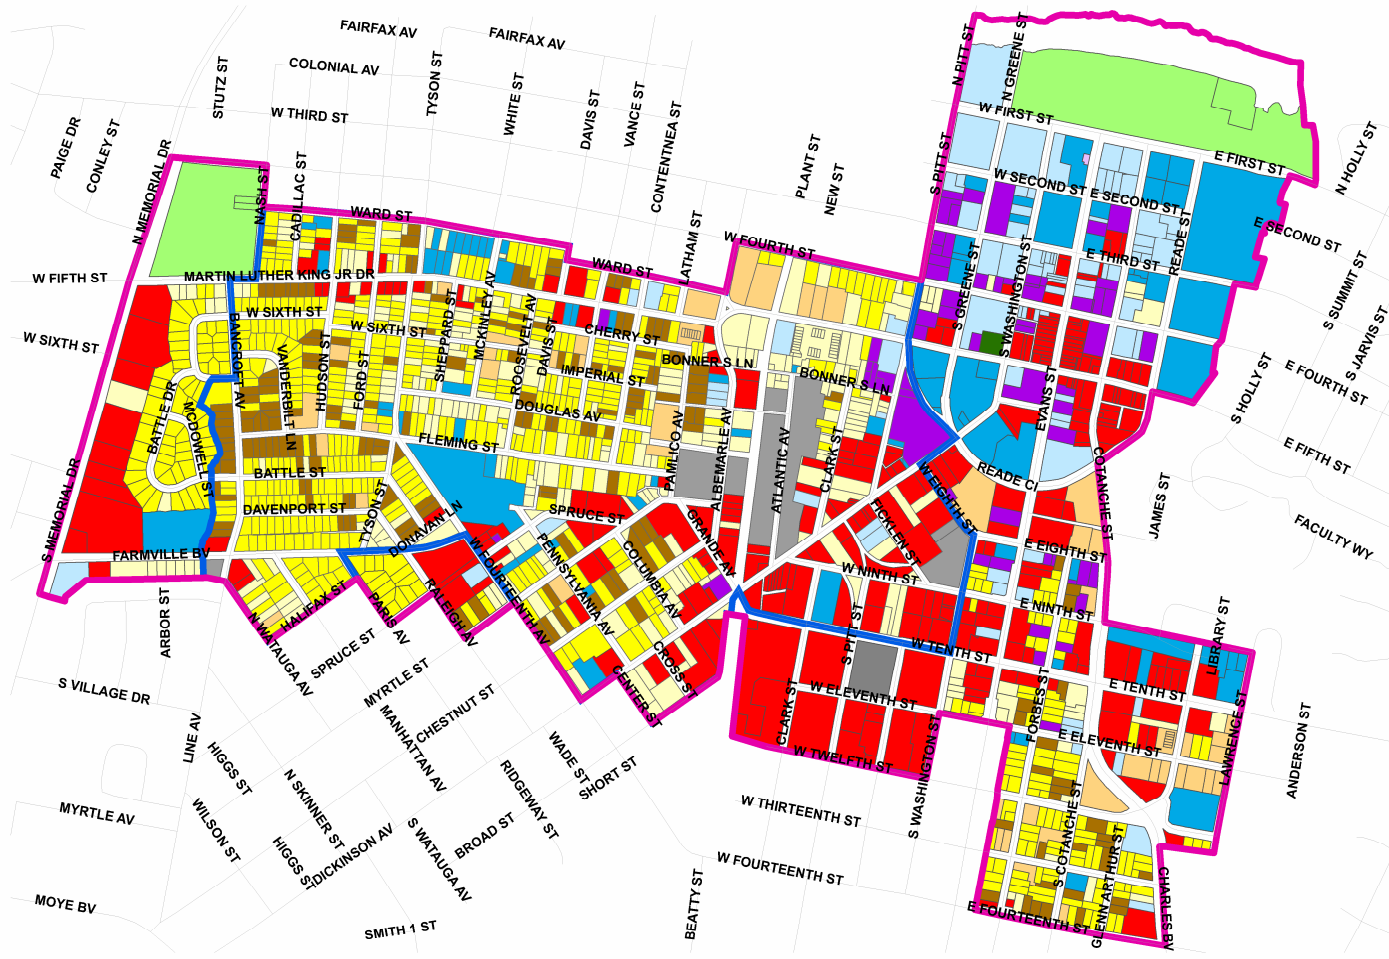 FAIRFAX AV
FAIRFAX AV
COLONIAL AV
W THIRD ST
STUTZ ST
TYSON ST
WHITE ST
DAVIS ST
VANCE ST
CONTENTNEA ST
PAIGE DR
CONLEY ST
N MEMORIAL DR
NASH ST
CADILLAC ST
WARD ST
PLANT ST
NEW ST
LATHAM ST
W FOURTH ST
WARD ST
N PITT ST
N GREENE ST
W FIRST ST
E FIRST ST
N HOLLY ST
S PITT ST
W SECOND ST
E SECOND ST
READE ST
E SECOND ST
E THIRD ST
S GREENE ST
S WASHINGTON ST
S SUMMIT ST
S JARVIS ST
W FIFTH ST
MARTIN LUTHER KING JR DR
W SIXTH ST
W SIXTH ST
W SIXTH ST
BANCROFT AV
VANDERBILT LN
HUDSON ST
FORD ST
SHEPPARD ST
MCKINLEY AV
ROOSEVELT AV
DAVIS ST
CHERRY ST
IMPERIAL ST
BONNER S LN
BONNER S LN
DOUGLAS AV
FLEMING ST
E FOURTH ST
S HOLLY ST
E FIFTH ST
EVANS ST
BATTLE DR
MCDOWELL ST
BATTLE ST
DAVENPORT ST
TYSON ST
DONAVAN LN
PAMLICO AV
ALBEMARLE AV
ATLANTIC AV
CLARK ST
READE CI
COTANCHE ST
JAMES ST
FACULTY WY
S MEMORIAL DR
FARMVILLE BV
SPRUCE ST
GRANDE AV
FICKLEN ST
W EIGHTH ST
E EIGHTH ST
W NINTH ST
E NINTH ST
PENNSYLVANIA AV
COLUMBIA AV
W FOURTEENTH AV
RALEIGH AV
PARIS AV
HALIFAX ST
N WATAUGA AV
ARBOR ST
SPRUCE ST
MYRTLE ST
CHESTNUT ST
MANHATTAN AV
CROSS ST
CENTER ST
S PITT ST
W TENTH ST
E TENTH ST
LIBRARY ST
LAWRENCE ST
ANDERSON ST
W ELEVENTH ST
E ELEVENTH ST
FORBES ST
CLARK ST
W TWELFTH ST
S WASHINGTON ST
S VILLAGE DR
LINE AV
HIGGS ST
N SKINNER ST
WADE ST
SHORT ST
RIDGEWAY ST
BROAD ST
S WATAUGA AV
DICKINSON AV
MYRTLE AV
WILSON ST
HIGGS ST
MOYE BV
SMITH 1 ST
BEATTY ST
W THIRTEENTH ST
W FOURTEENTH ST
S COTANCHE ST
GLENN ARTHUR ST
CHARLES BV
E FOURTEENTH ST